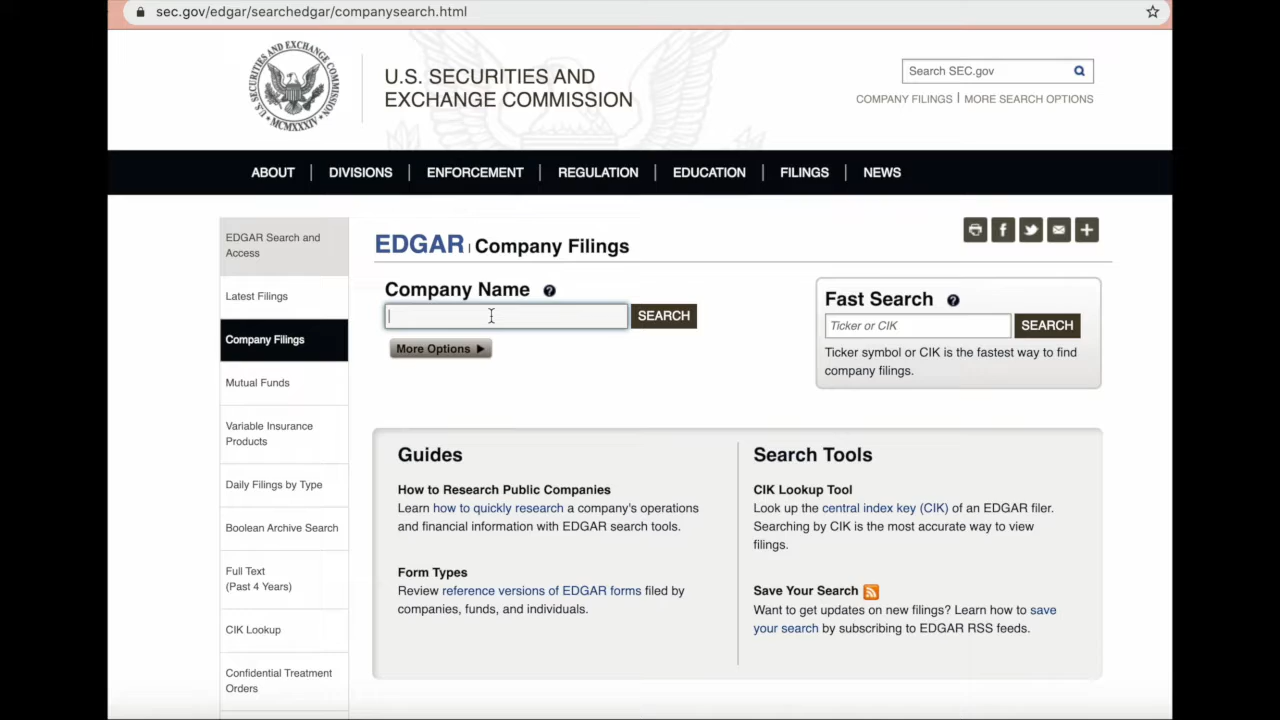 sec.gov/edgar/searchedgar/companysearch.html
U.S. SECURITIES AND EXCHANGE COMMISSION
MCMXXXIV
U.S. SECURITIES AND
EXCHANGE COMMISSION
Search SEC.gov
COMPANY FILINGS | MORE SEARCH OPTIONS
ABOUT | DIVISIONS | ENFORCEMENT | REGULATION | EDUCATION | FILINGS | NEWS
EDGAR Search and
Access
Latest Filings
Company Filings
Mutual Funds
Variable Insurance
Products
Daily Filings by Type
Boolean Archive Search
Full Text
(Past 4 Years)
CIK Lookup
Confidential Treatment
Orders
EDGAR | Company Filings
Company Name ?
SEARCH
More Options
Fast Search ?
Ticker or CIK SEARCH
Ticker symbol or CIK is the fastest way to find
company filings.
Guides
How to Research Public Companies
Learn how to quickly research a company's operations
and financial information with EDGAR search tools.
Form Types
Review reference versions of EDGAR forms filed by
companies, funds, and individuals.
Search Tools
CIK Lookup Tool
Look up the central index key (CIK) of an EDGAR filer.
Searching by CIK is the most accurate way to view
filings.
Save Your Search
Want to get updates on new filings? Learn how to save
your search by subscribing to EDGAR RSS feeds.